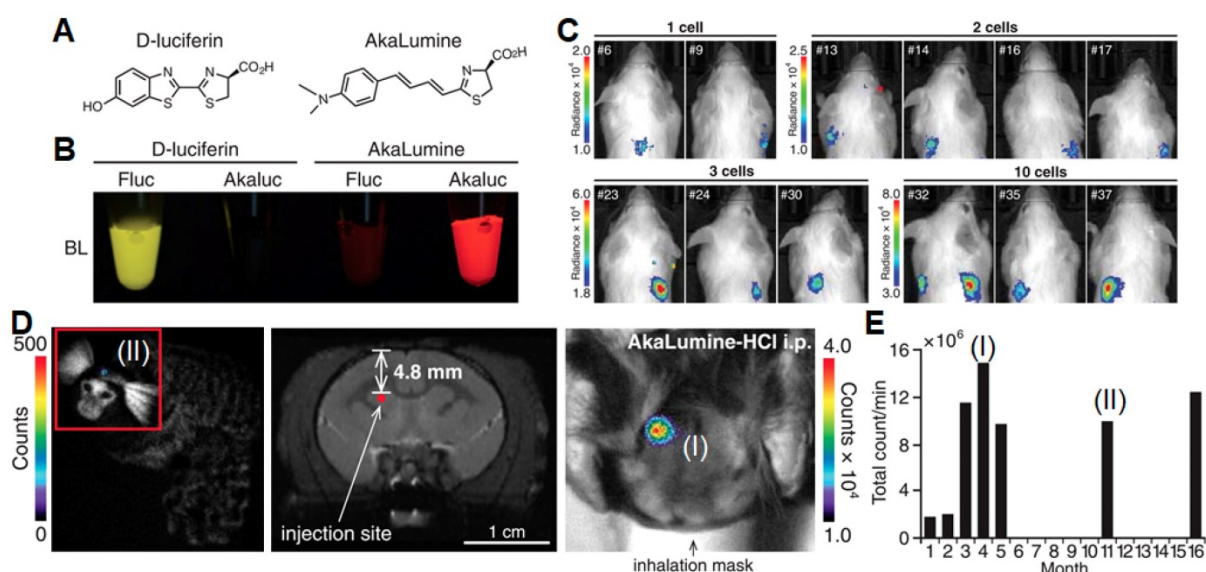 A
D-luciferin
AkaLumine
N
S
HO
N
S
CO₂H
N
N
S
CO₂H
B
D-luciferin
AkaLumine
Fluc
Akaluc
Fluc
Akaluc
BL
C
1 cell
2 cells
2.0
Radiance × 10⁴
1.0
#6
#9
2.5
Radiance × 10⁴
1.0
#13
#14
#16
#17
3 cells
10 cells
6.0
Radiance × 10⁴
1.8
#23
#24
#30
8.0
Radiance × 10⁴
3.0
#32
#35
#37
D
500
Counts
0
(II)
4.8 mm
injection site
1 cm
AkaLumine-HCl i.p.
(I)
inhalation mask
4.0
Counts × 10⁴
1.0
E
×10⁶
16
12
8
4
0
Total count/min
(I)
(II)
1 2 3 4 5 6 7 8 9 10 11 12 13 14 15 16
Month